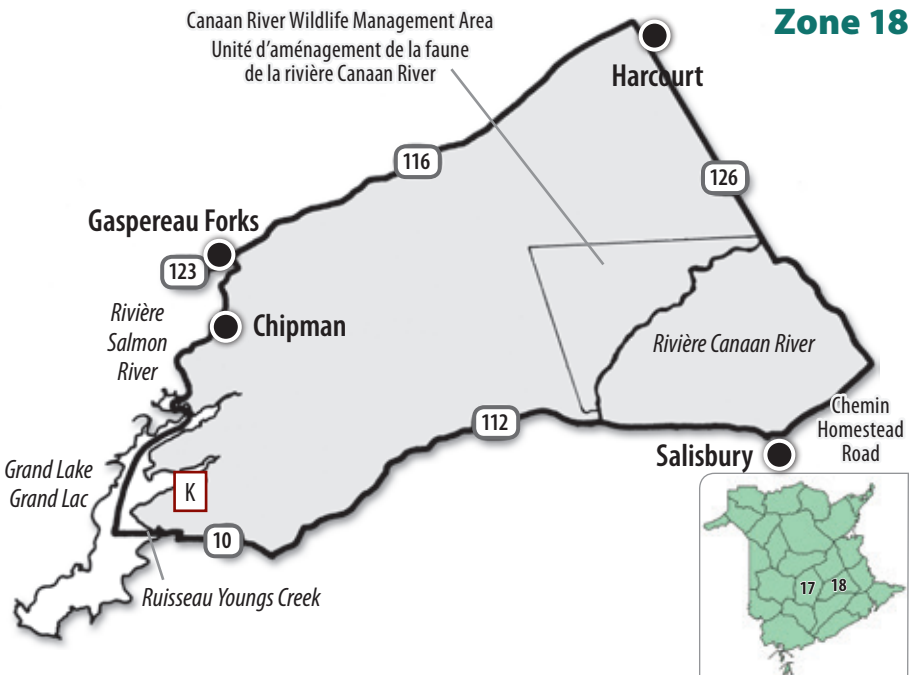 Canaan River Wildlife Management Area
Unité d’aménagement de la faune
de la rivière Canaan River
Zone 18
Harcourt
116
126
Gaspereau Forks
123
Rivière
Salmon
River
Chipman
Rivière Canaan River
112
Chemin
Homestead
Road
Salisbury
Grand Lake
Grand Lac
K
10
Ruisseau Youngs Creek
17
18